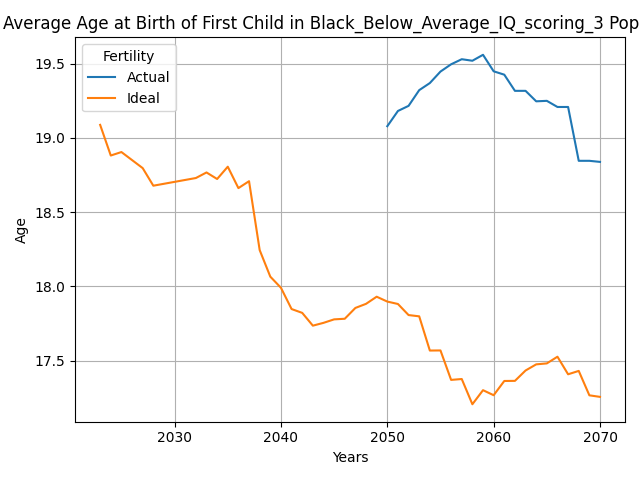 Average Age at Birth of First Child in Black_Below_Average_IQ_scoring_3 Pop
Fertility
Actual
Ideal
19.5
19.0
18.5
18.0
17.5
Age
2030 2040 2050 2060 2070
Years